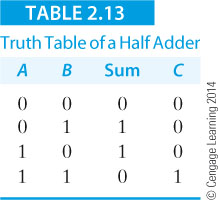 TABLE 2.13
Truth Table of a Half Adder
A B Sum C
0 0 0 0
0 1 1 0
1 0 1 0
1 1 0 1
© Cengage Learning 2014